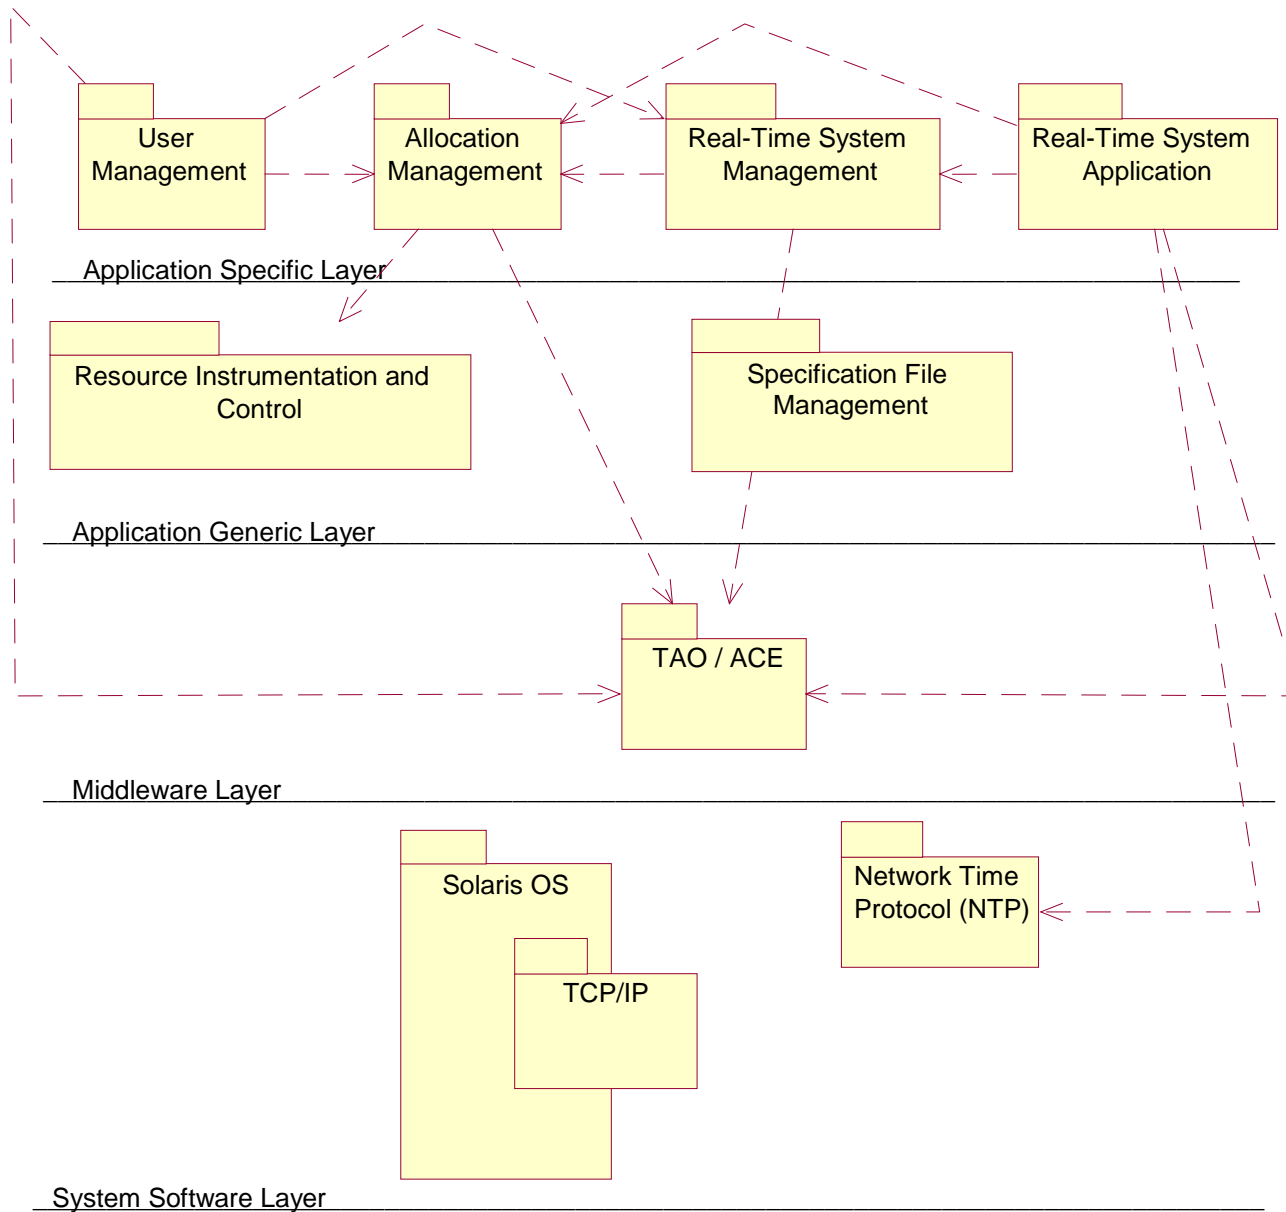 User
Management
Allocation
Management
Real-Time System
Management
Real-Time System
Application
Application Specific Layer
Resource Instrumentation and
Control
Specification File
Management
Application Generic Layer
TAO / ACE
Middleware Layer
Solaris OS
Network Time
Protocol (NTP)
TCP/IP
System Software Layer